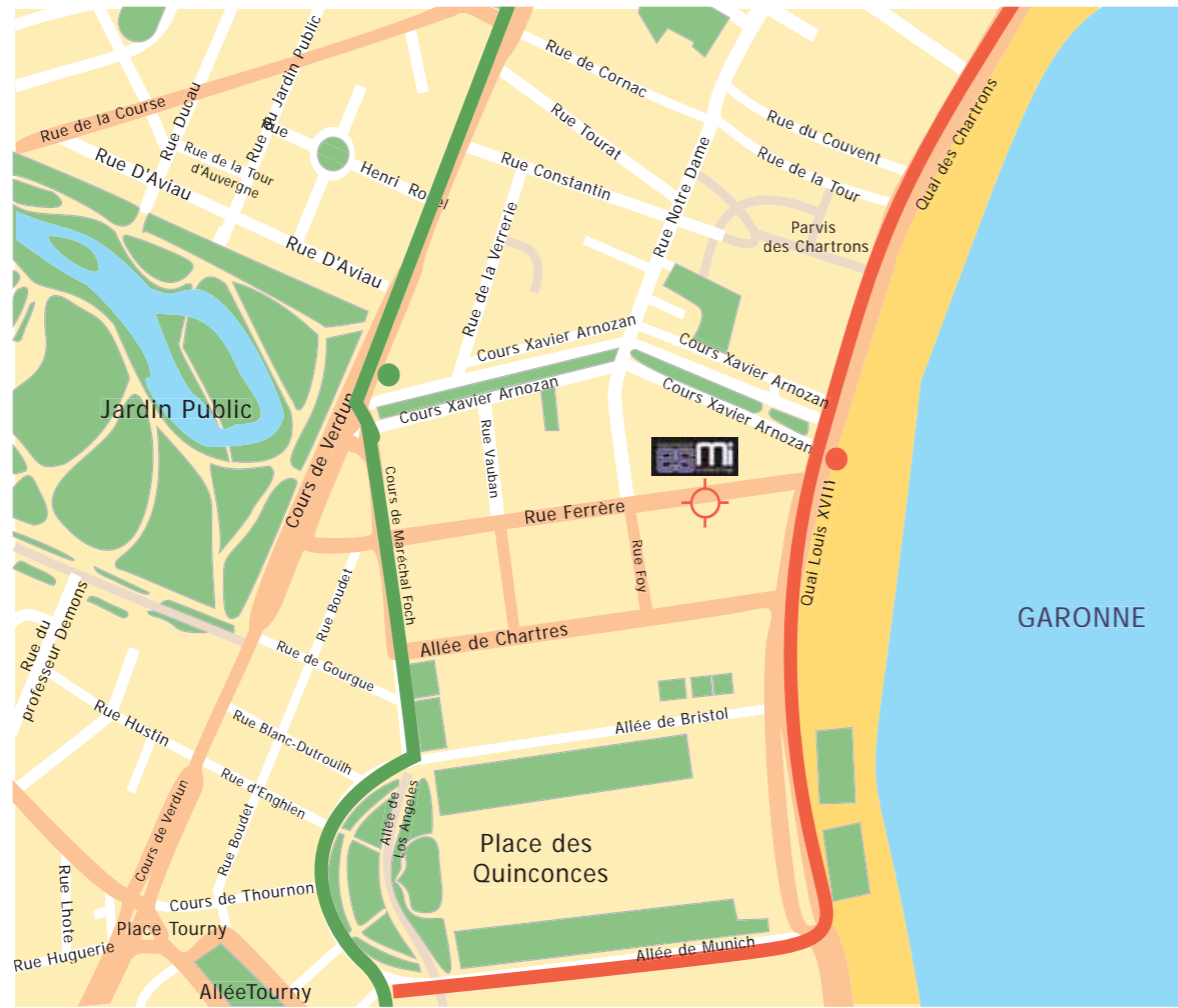 Rue de la Course
Rue Ducau
Rue du Jardin Public
Rue
Henri Rodel
Rue de la Tour
d'Auvergne
Rue D'Aviau
Rue D'Aviau
Rue de Cornac
Rue Tourat
Rue Constantin
Rue Notre Dame
Rue du Couvent
Rue de la Tour
Quai des Chartrons
Parvis
des Chartrons
Rue de la Verrerie
Cours Xavier Arnozan
Cours Xavier Arnozan
Cours Xavier Arnozan
Cours Xavier Arnozan
Jardin Public
Cours de Verdun
Rue Vauban
esmi
Cours de Maréchal Foch
Rue Ferrère
Rue Foy
Quai Louis XVIII
GARONNE
Rue Boudet
Allée de Chartres
Rue du
professeur Demons
Rue de Gourgue
Rue Hustin
Rue Blanc-Dutrouilh
Allée de Bristol
Rue d'Enghien
Cours de Verdun
Rue Boudet
Allée de
Los Angeles
Place des
Quinconces
Rue Lhote
Cours de Thournon
Place Tourny
Rue Huguerie
Allée de Munich
AlléeTourny